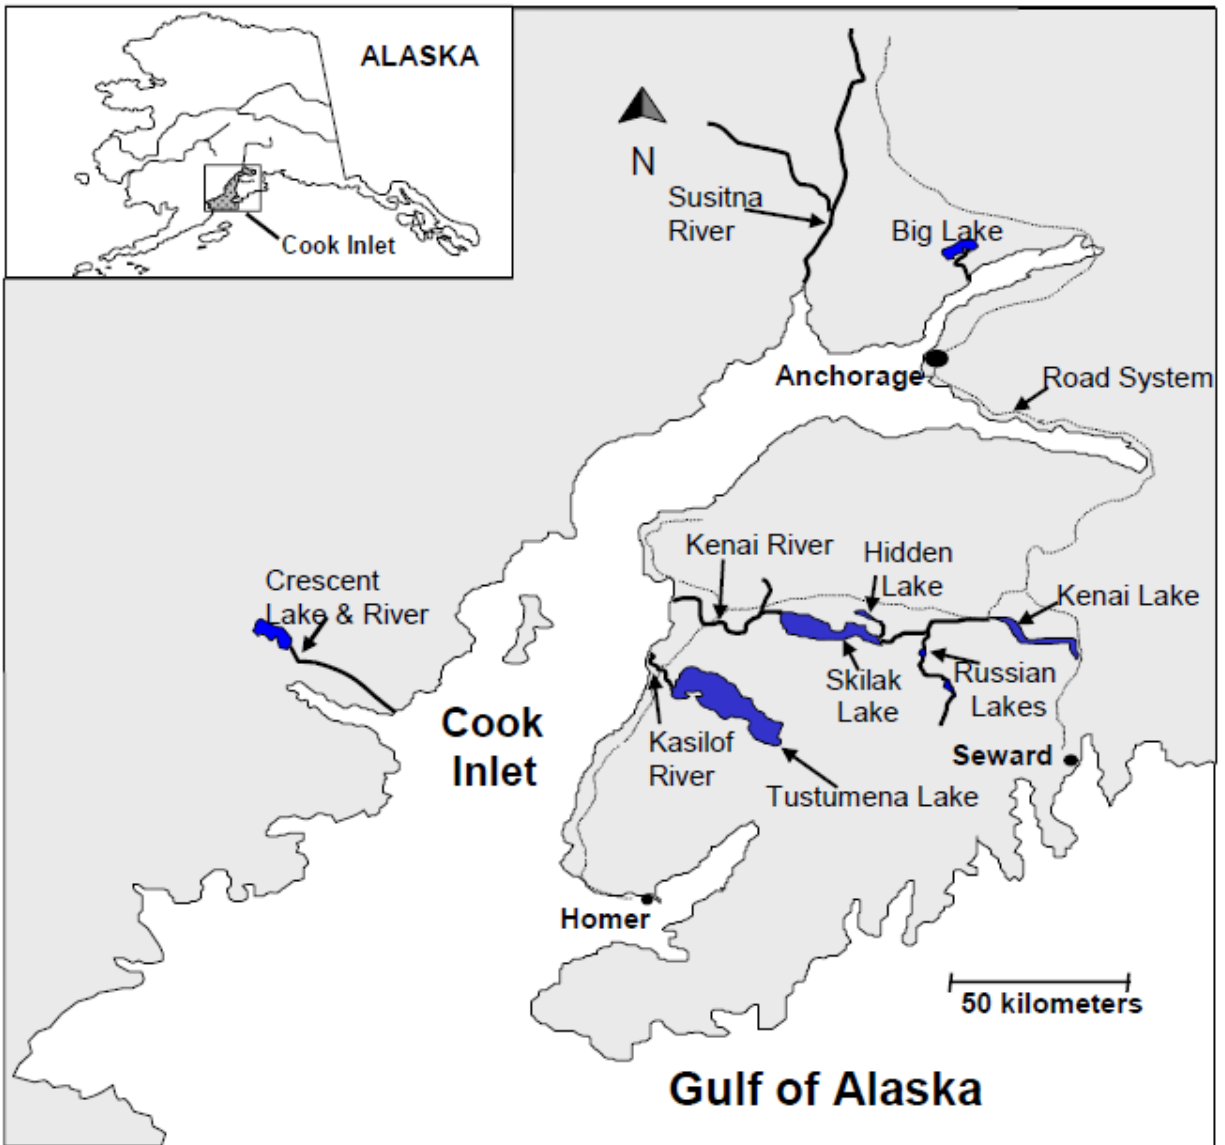 ALASKA
Cook Inlet
N
Susitna
River
Big Lake
Anchorage
Road System
Kenai River
Hidden
Lake
Kenai Lake
Crescent
Lake & River
Skilak
Lake
Russian
Lakes
Cook
Inlet
Kasilof
River
Seward
Tustumena Lake
Homer
50 kilometers
Gulf of Alaska